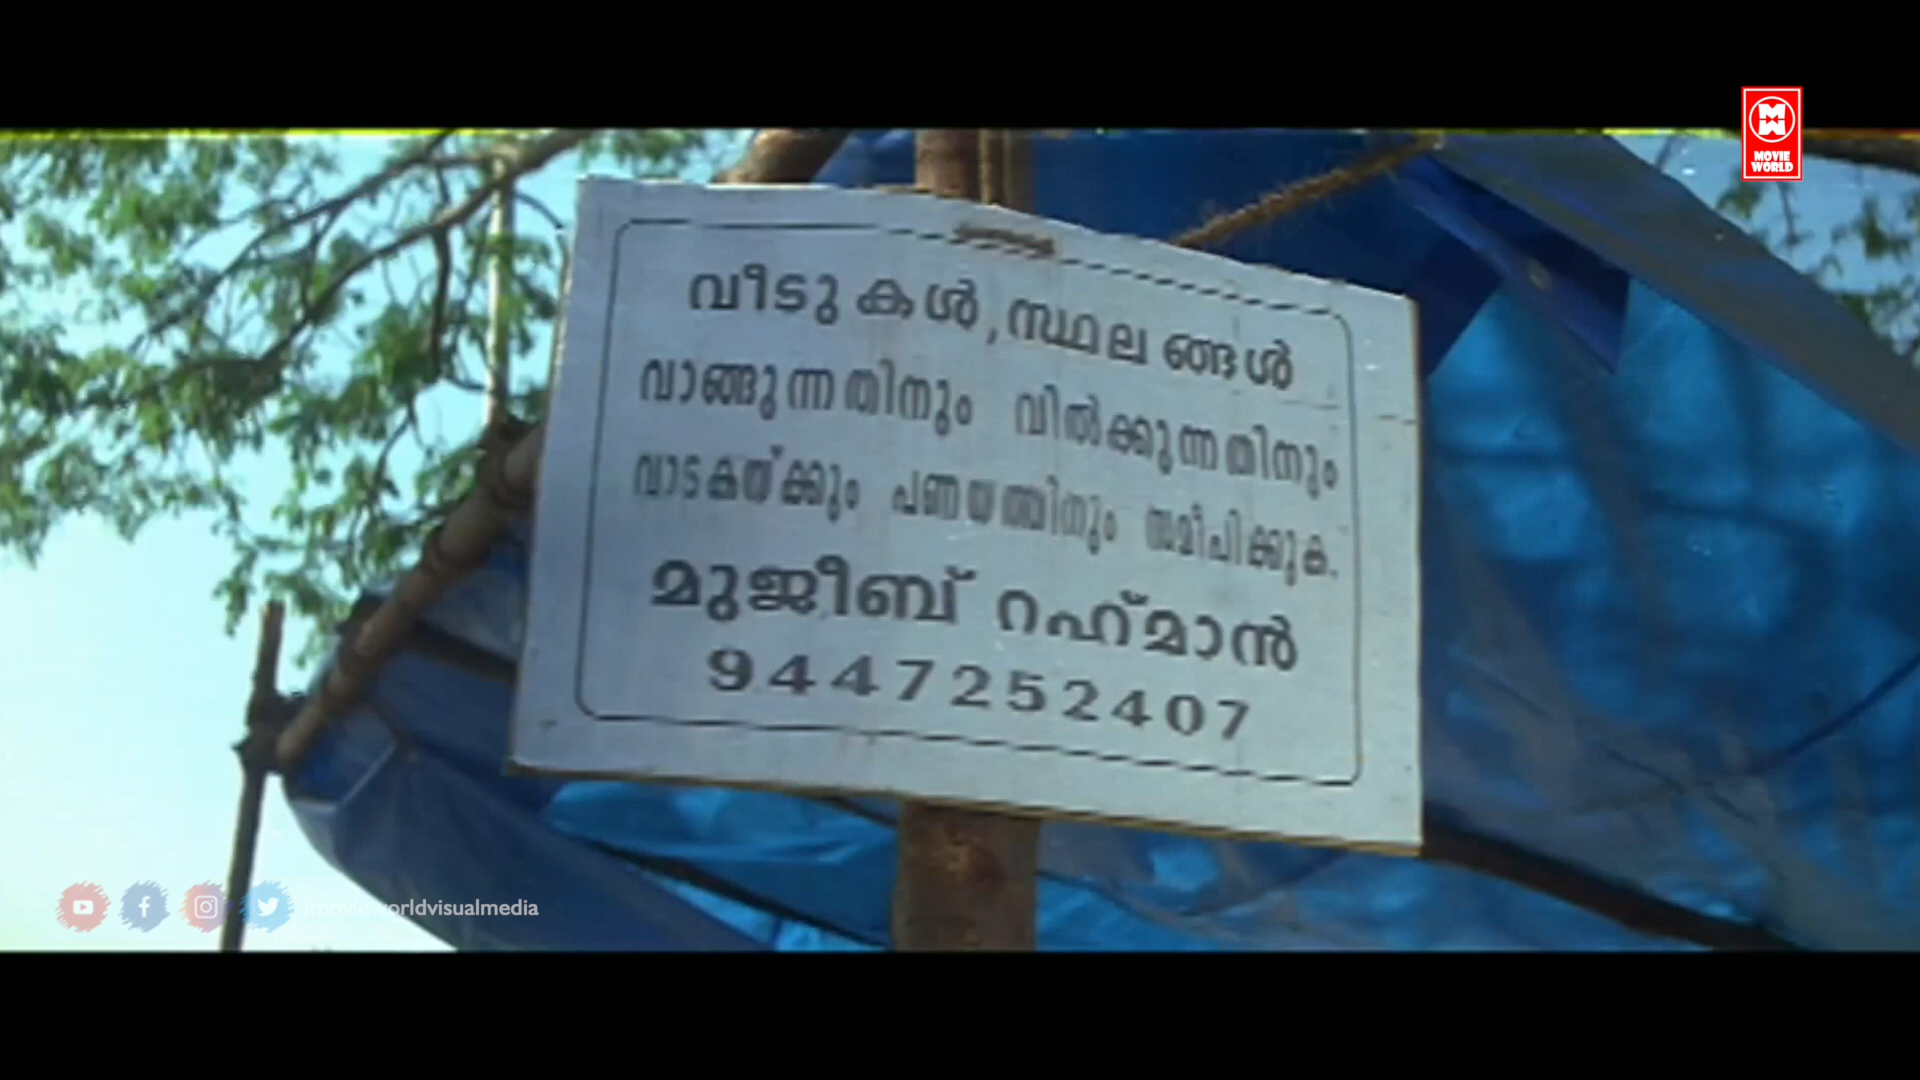 MOVIE
WORLD
വീടുകൾ, സ്ഥലങ്ങൾ
വാങ്ങുന്നതിനും വിൽക്കുന്നതിനും
വാടകയ്ക്കും പണയത്തിനും സമീപിക്കുക.
മുജീബ് റഹ്‌മാൻ
9447252407
/movieworldvisualmedia